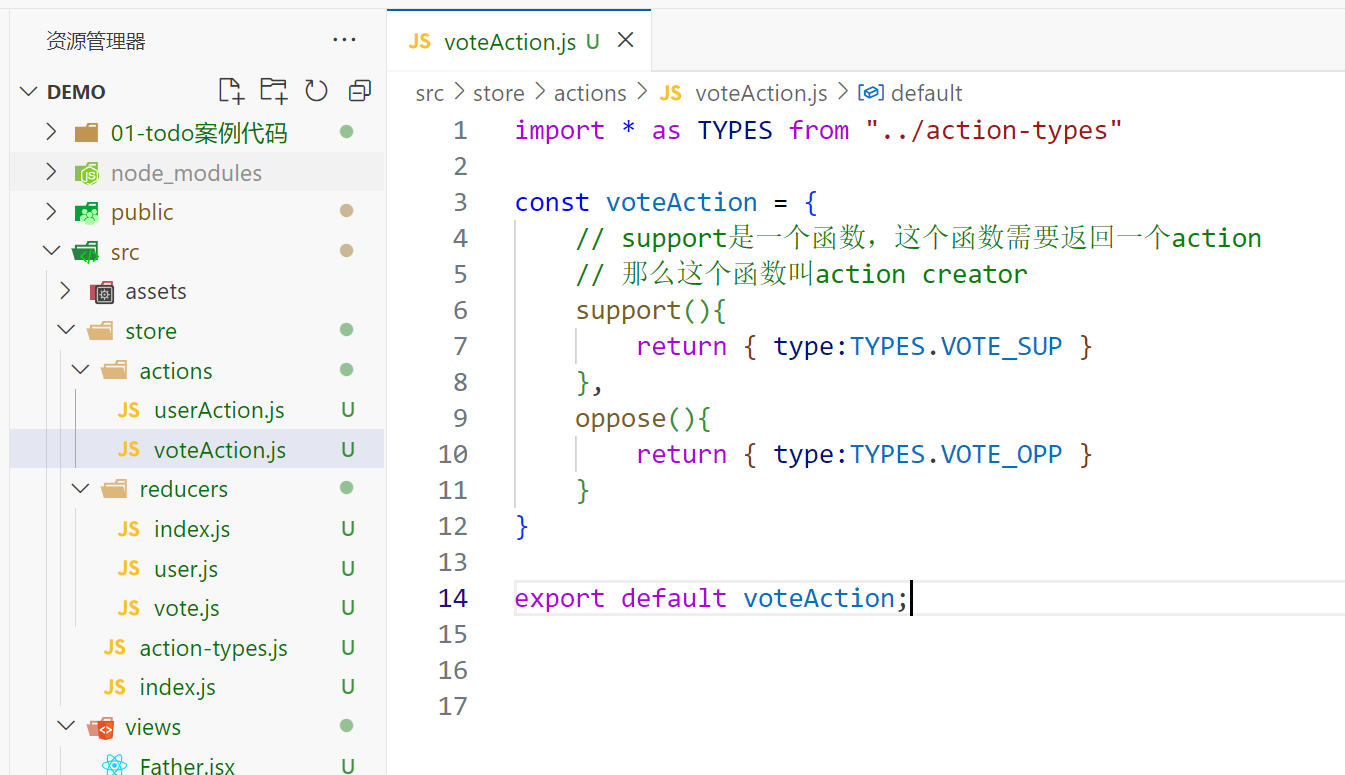 资源管理器 ···
DEMO
01-todo案例代码
node_modules
public
src
assets
store
actions
JS userAction.js U
JS voteAction.js U
reducers
JS index.js U
JS user.js U
JS vote.js U
JS action-types.js U
JS index.js U
views
Father.jsx U
JS voteAction.js U
src > store > actions > JS voteAction.js > default
1 import * as TYPES from "../action-types"
2
3 const voteAction = {
4 // support是一个函数，这个函数需要返回一个action
5 // 那么这个函数叫action creator
6 support(){
7 return { type:TYPES.VOTE_SUP }
8 },
9 oppose(){
10 return { type:TYPES.VOTE_OPP }
11 }
12 }
13
14 export default voteAction;
15
16
17